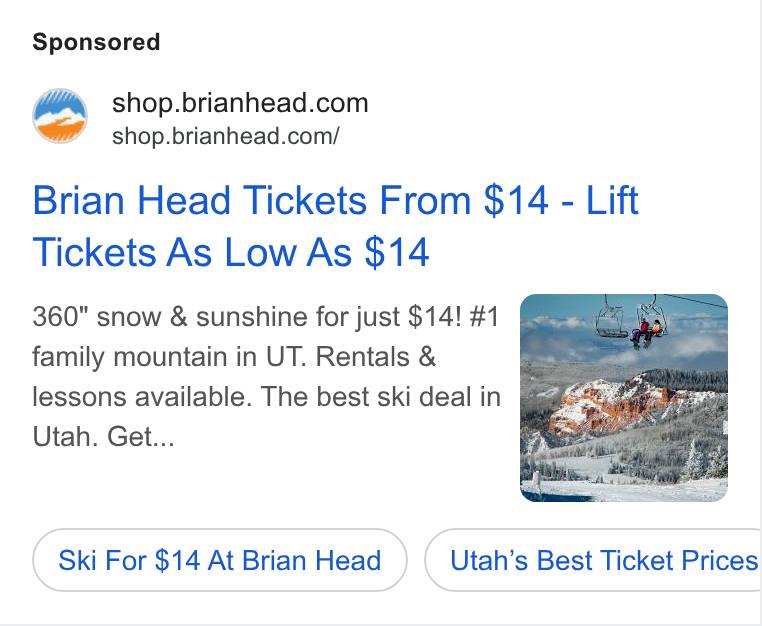 Sponsored
shop.brianhead.com
shop.brianhead.com/
Brian Head Tickets From $14 - Lift
Tickets As Low As $14
360" snow & sunshine for just $14! #1
family mountain in UT. Rentals &
lessons available. The best ski deal in
Utah. Get...
Ski For $14 At Brian Head
Utah’s Best Ticket Prices